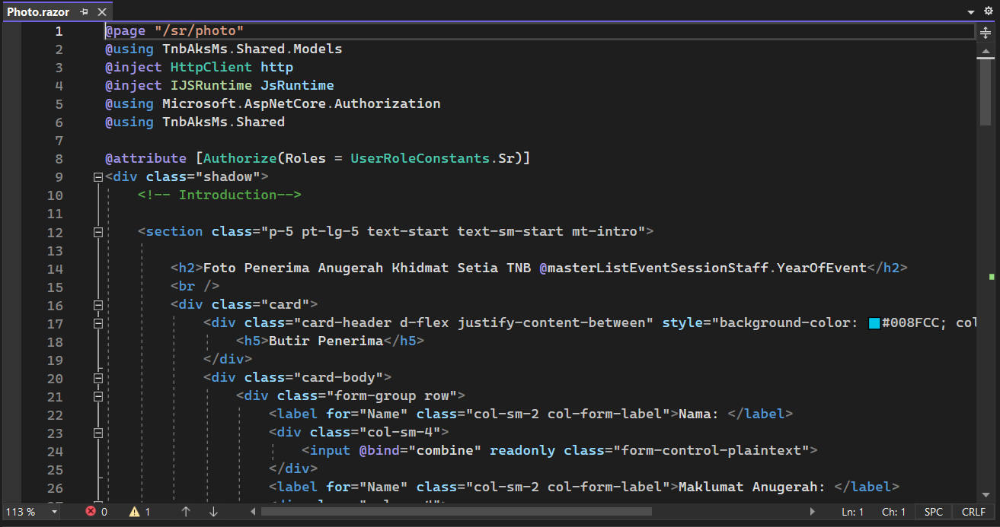 Photo.razor
1 @page "/sr/photo"
2 @using TnbAksMs.Shared.Models
3 @inject HttpClient http
4 @inject IJSRuntime JsRuntime
5 @using Microsoft.AspNetCore.Authorization
6 @using TnbAksMs.Shared
7
8 @attribute [Authorize(Roles = UserRoleConstants.Sr)]
9 <div class="shadow">
10 <!-- Introduction-->
11
12 <section class="p-5 pt-lg-5 text-start text-sm-start mt-intro">
13
14 <h2>Foto Penerima Anugerah Khidmat Setia TNB @masterListEventSessionStaff.YearOfEvent</h2>
15 <br />
16 <div class="card">
17 <div class="card-header d-flex justify-content-between" style="background-color: #008FCC; col
18 <h5>Butir Penerima</h5>
19 </div>
20 <div class="card-body">
21 <div class="form-group row">
22 <label for="Name" class="col-sm-2 col-form-label">Nama: </label>
23 <div class="col-sm-4">
24 <input @bind="combine" readonly class="form-control-plaintext">
25 </div>
26 <label for="Name" class="col-sm-2 col-form-label">Maklumat Anugerah: </label>
113 % 0 1 Ln: 1 Ch: 1 SPC CRLF